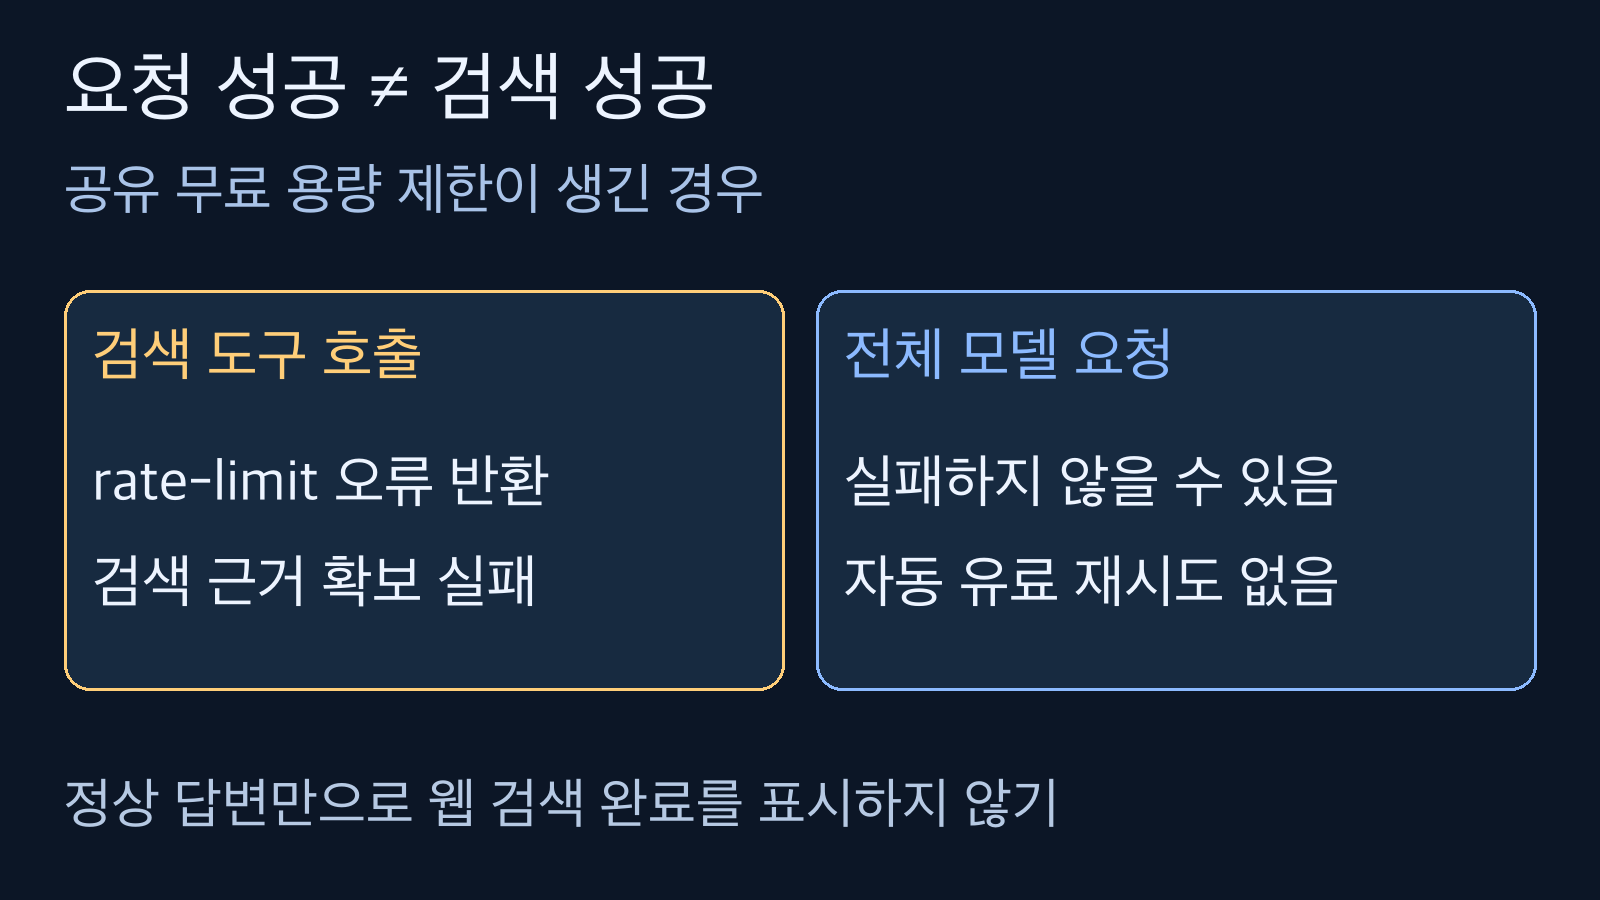 요청 성공 ≠ 검색 성공
공유 무료 용량 제한이 생긴 경우
검색 도구 호출
rate-limit 오류 반환
검색 근거 확보 실패
전체 모델 요청
실패하지 않을 수 있음
자동 유료 재시도 없음
정상 답변만으로 웹 검색 완료를 표시하지 않기